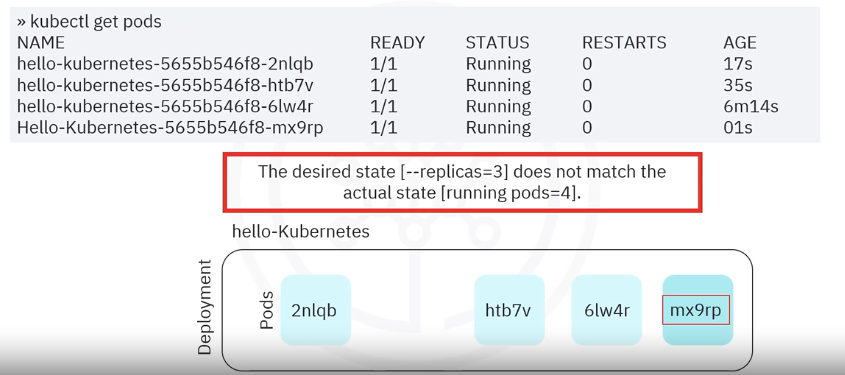 » kubectl get pods
NAME READY STATUS RESTARTS AGE
hello-kubernetes-5655b546f8-2nlqb 1/1 Running 0 17s
hello-kubernetes-5655b546f8-htb7v 1/1 Running 0 35s
hello-kubernetes-5655b546f8-6lw4r 1/1 Running 0 6m14s
Hello-Kubernetes-5655b546f8-mx9rp 1/1 Running 0 01s
The desired state [--replicas=3] does not match the
actual state [running pods=4].
hello-Kubernetes
Deployment
Pods
2nlqb
htb7v
6lw4r
mx9rp